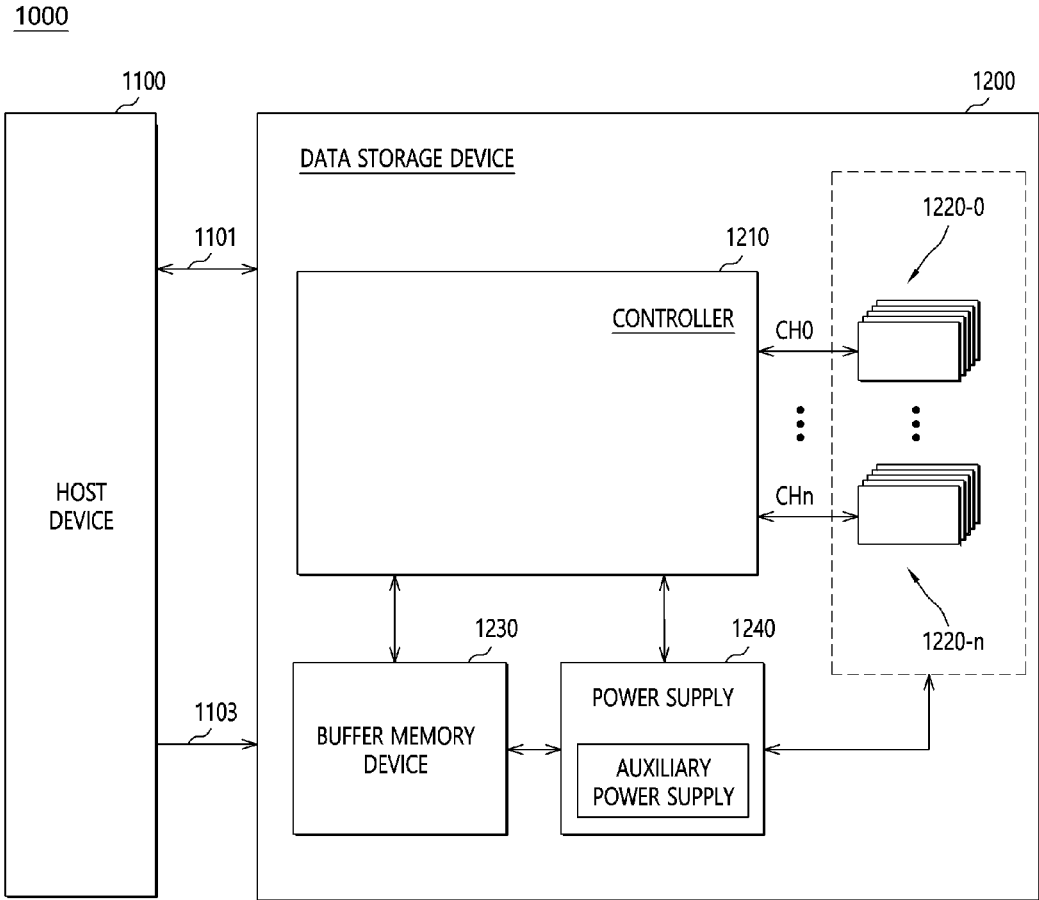 1000
1100
1200
DATA STORAGE DEVICE
1220-0
1101
1210
CONTROLLER
CH0
HOST
DEVICE
CHn
1230
1240
1220-n
1103
BUFFER MEMORY
DEVICE
POWER SUPPLY
AUXILIARY
POWER SUPPLY